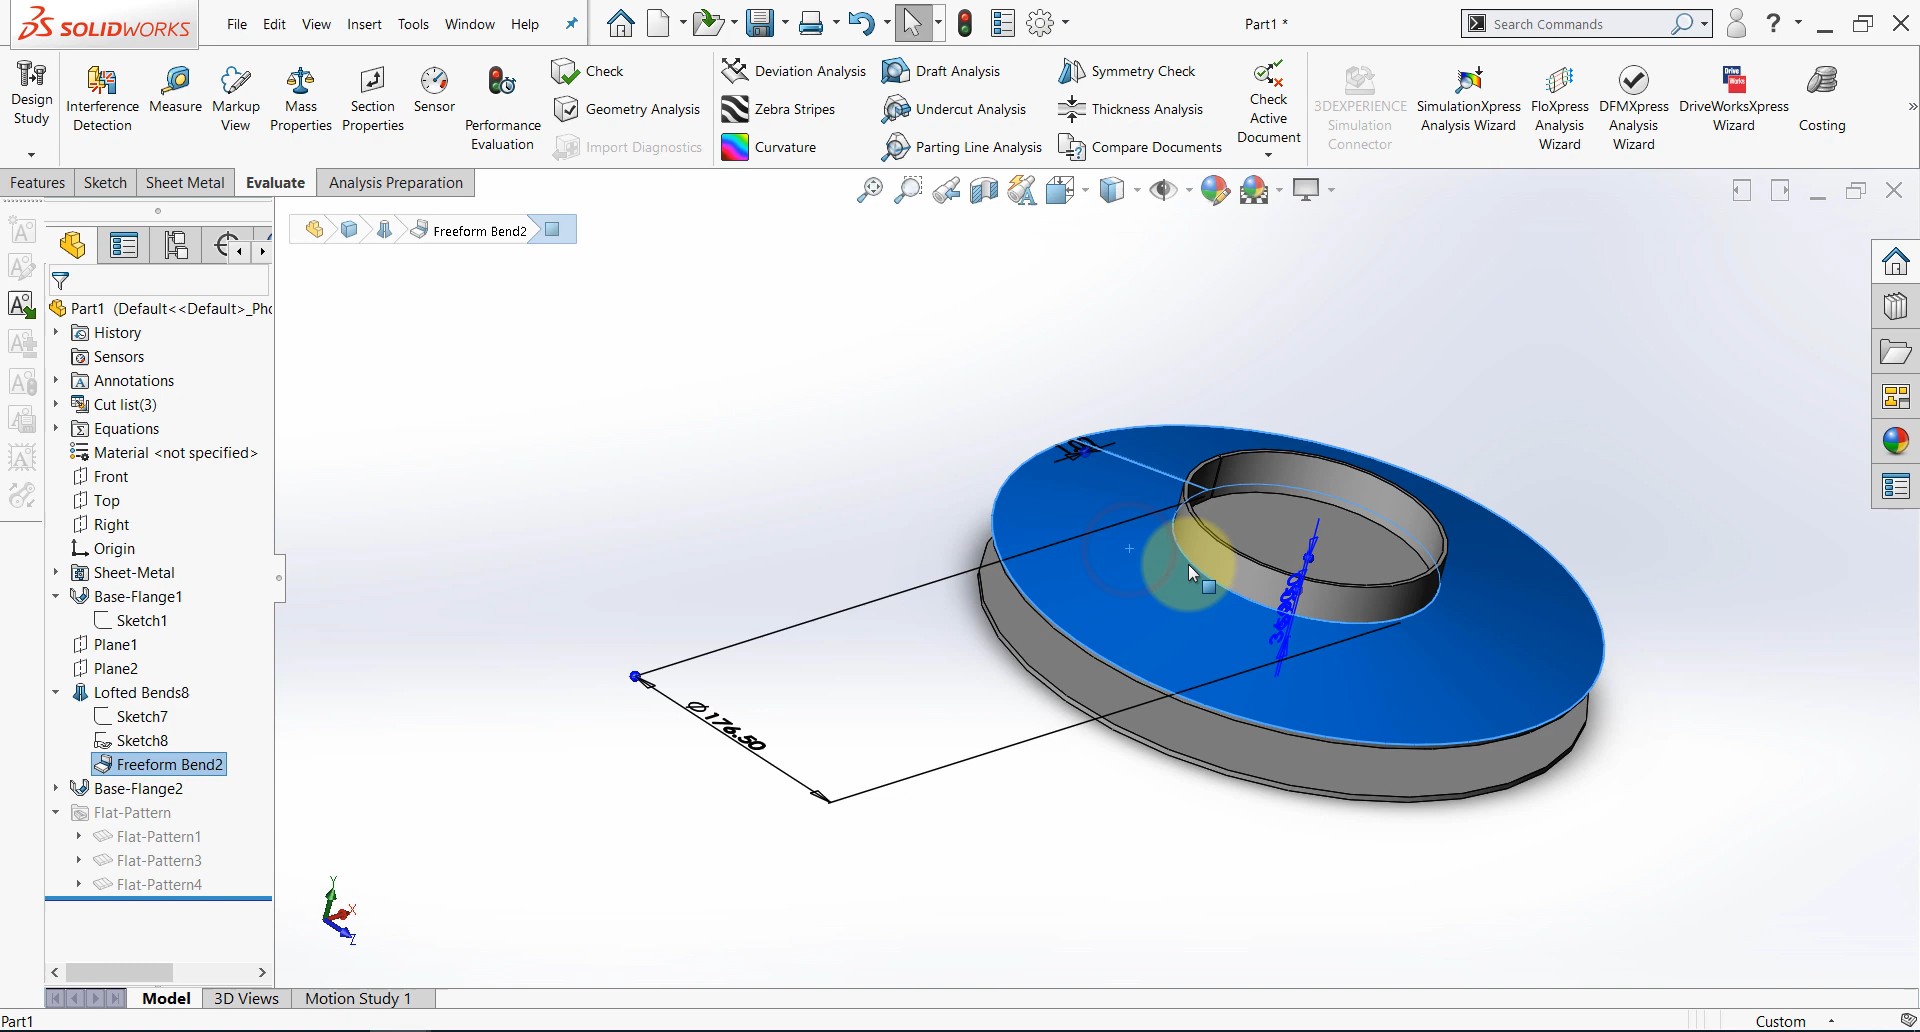 SOLIDWORKS
File Edit View Insert Tools Window Help
Part1 *
Search Commands
Design Study
Interference Detection
Measure
Markup View
Mass Properties
Section Properties
Sensor
Performance Evaluation
Check
Geometry Analysis
Import Diagnostics
Deviation Analysis
Zebra Stripes
Curvature
Draft Analysis
Undercut Analysis
Parting Line Analysis
Symmetry Check
Thickness Analysis
Compare Documents
Check Active Document
3DEXPERIENCE Simulation Connector
SimulationXpress Analysis Wizard
FloXpress Analysis Wizard
DFMXpress Analysis Wizard
DriveWorksXpress Wizard
Costing
Features Sketch Sheet Metal Evaluate Analysis Preparation
Freeform Bend2
Part1 (Default<<Default>_Pho
History
Sensors
Annotations
Cut list(3)
Equations
Material <not specified>
Front
Top
Right
Origin
Sheet-Metal
Base-Flange1
Sketch1
Plane1
Plane2
Lofted Bends8
Sketch7
Sketch8
Freeform Bend2
Base-Flange2
Flat-Pattern
Flat-Pattern1
Flat-Pattern3
Flat-Pattern4
Ø176.50
Y
X
Z
Model 3D Views Motion Study 1
Part1
Custom